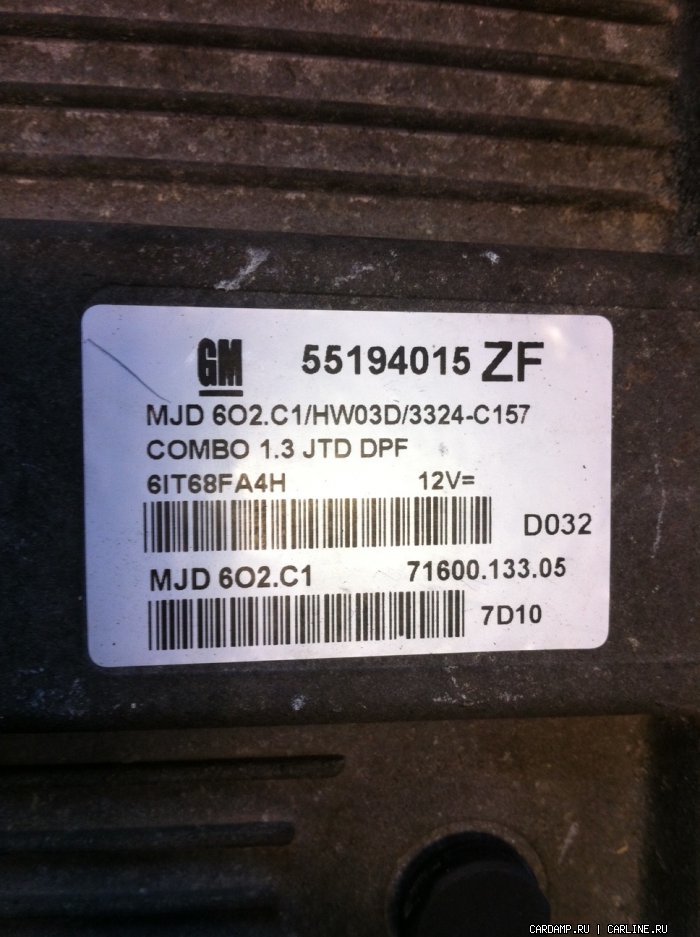 GM 55194015 ZF
MJD 6O2.C1/HW03D/3324-C157
COMBO 1.3 JTD DPF
6IT68FA4H 12V=
D032
MJD 6O2.C1 71600.133.05
7D10
CARDAMP.RU | CARLINE.RU